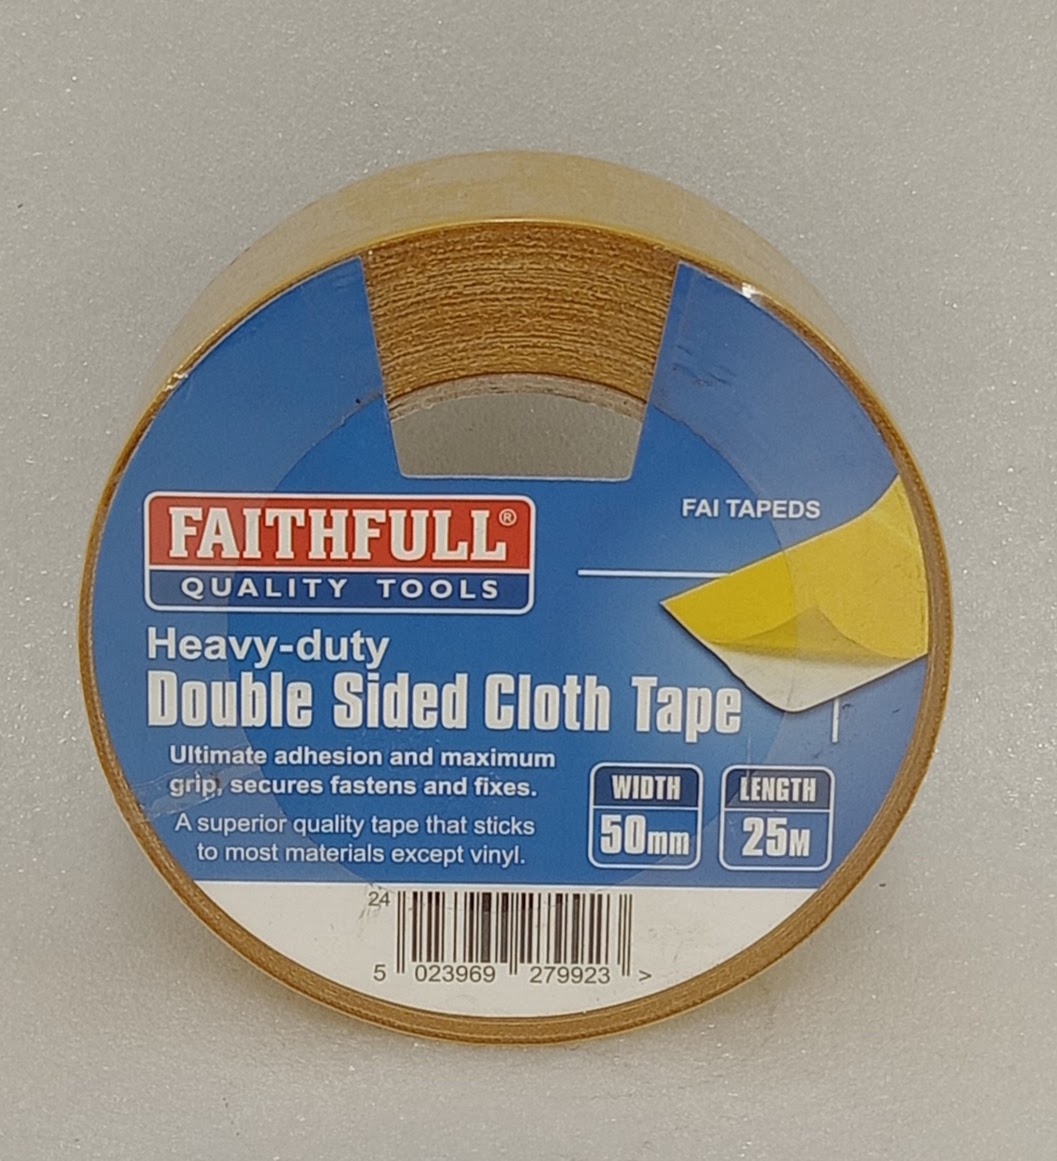 FAITHFULL®
QUALITY TOOLS
FAI TAPEDS
Heavy-duty
Double Sided Cloth Tape
Ultimate adhesion and maximum
grip, secures fastens and fixes.
A superior quality tape that sticks
to most materials except vinyl.
WIDTH
50mm
LENGTH
25M
24
5 023969 279923 >